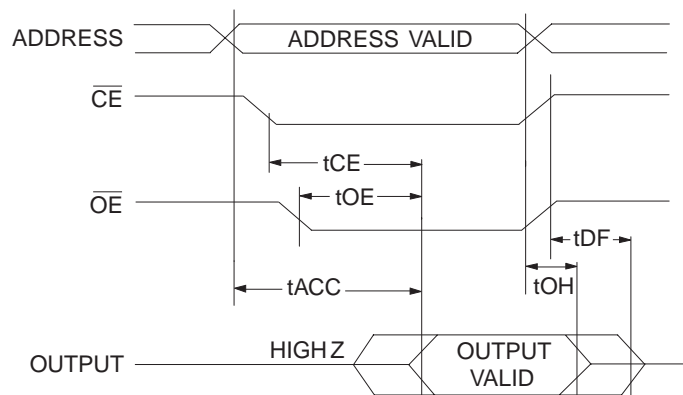 ADDRESS
ADDRESS VALID
CE
tCE
tOE
OE
tDF
tACC
tOH
HIGH Z
OUTPUT
OUTPUT
VALID